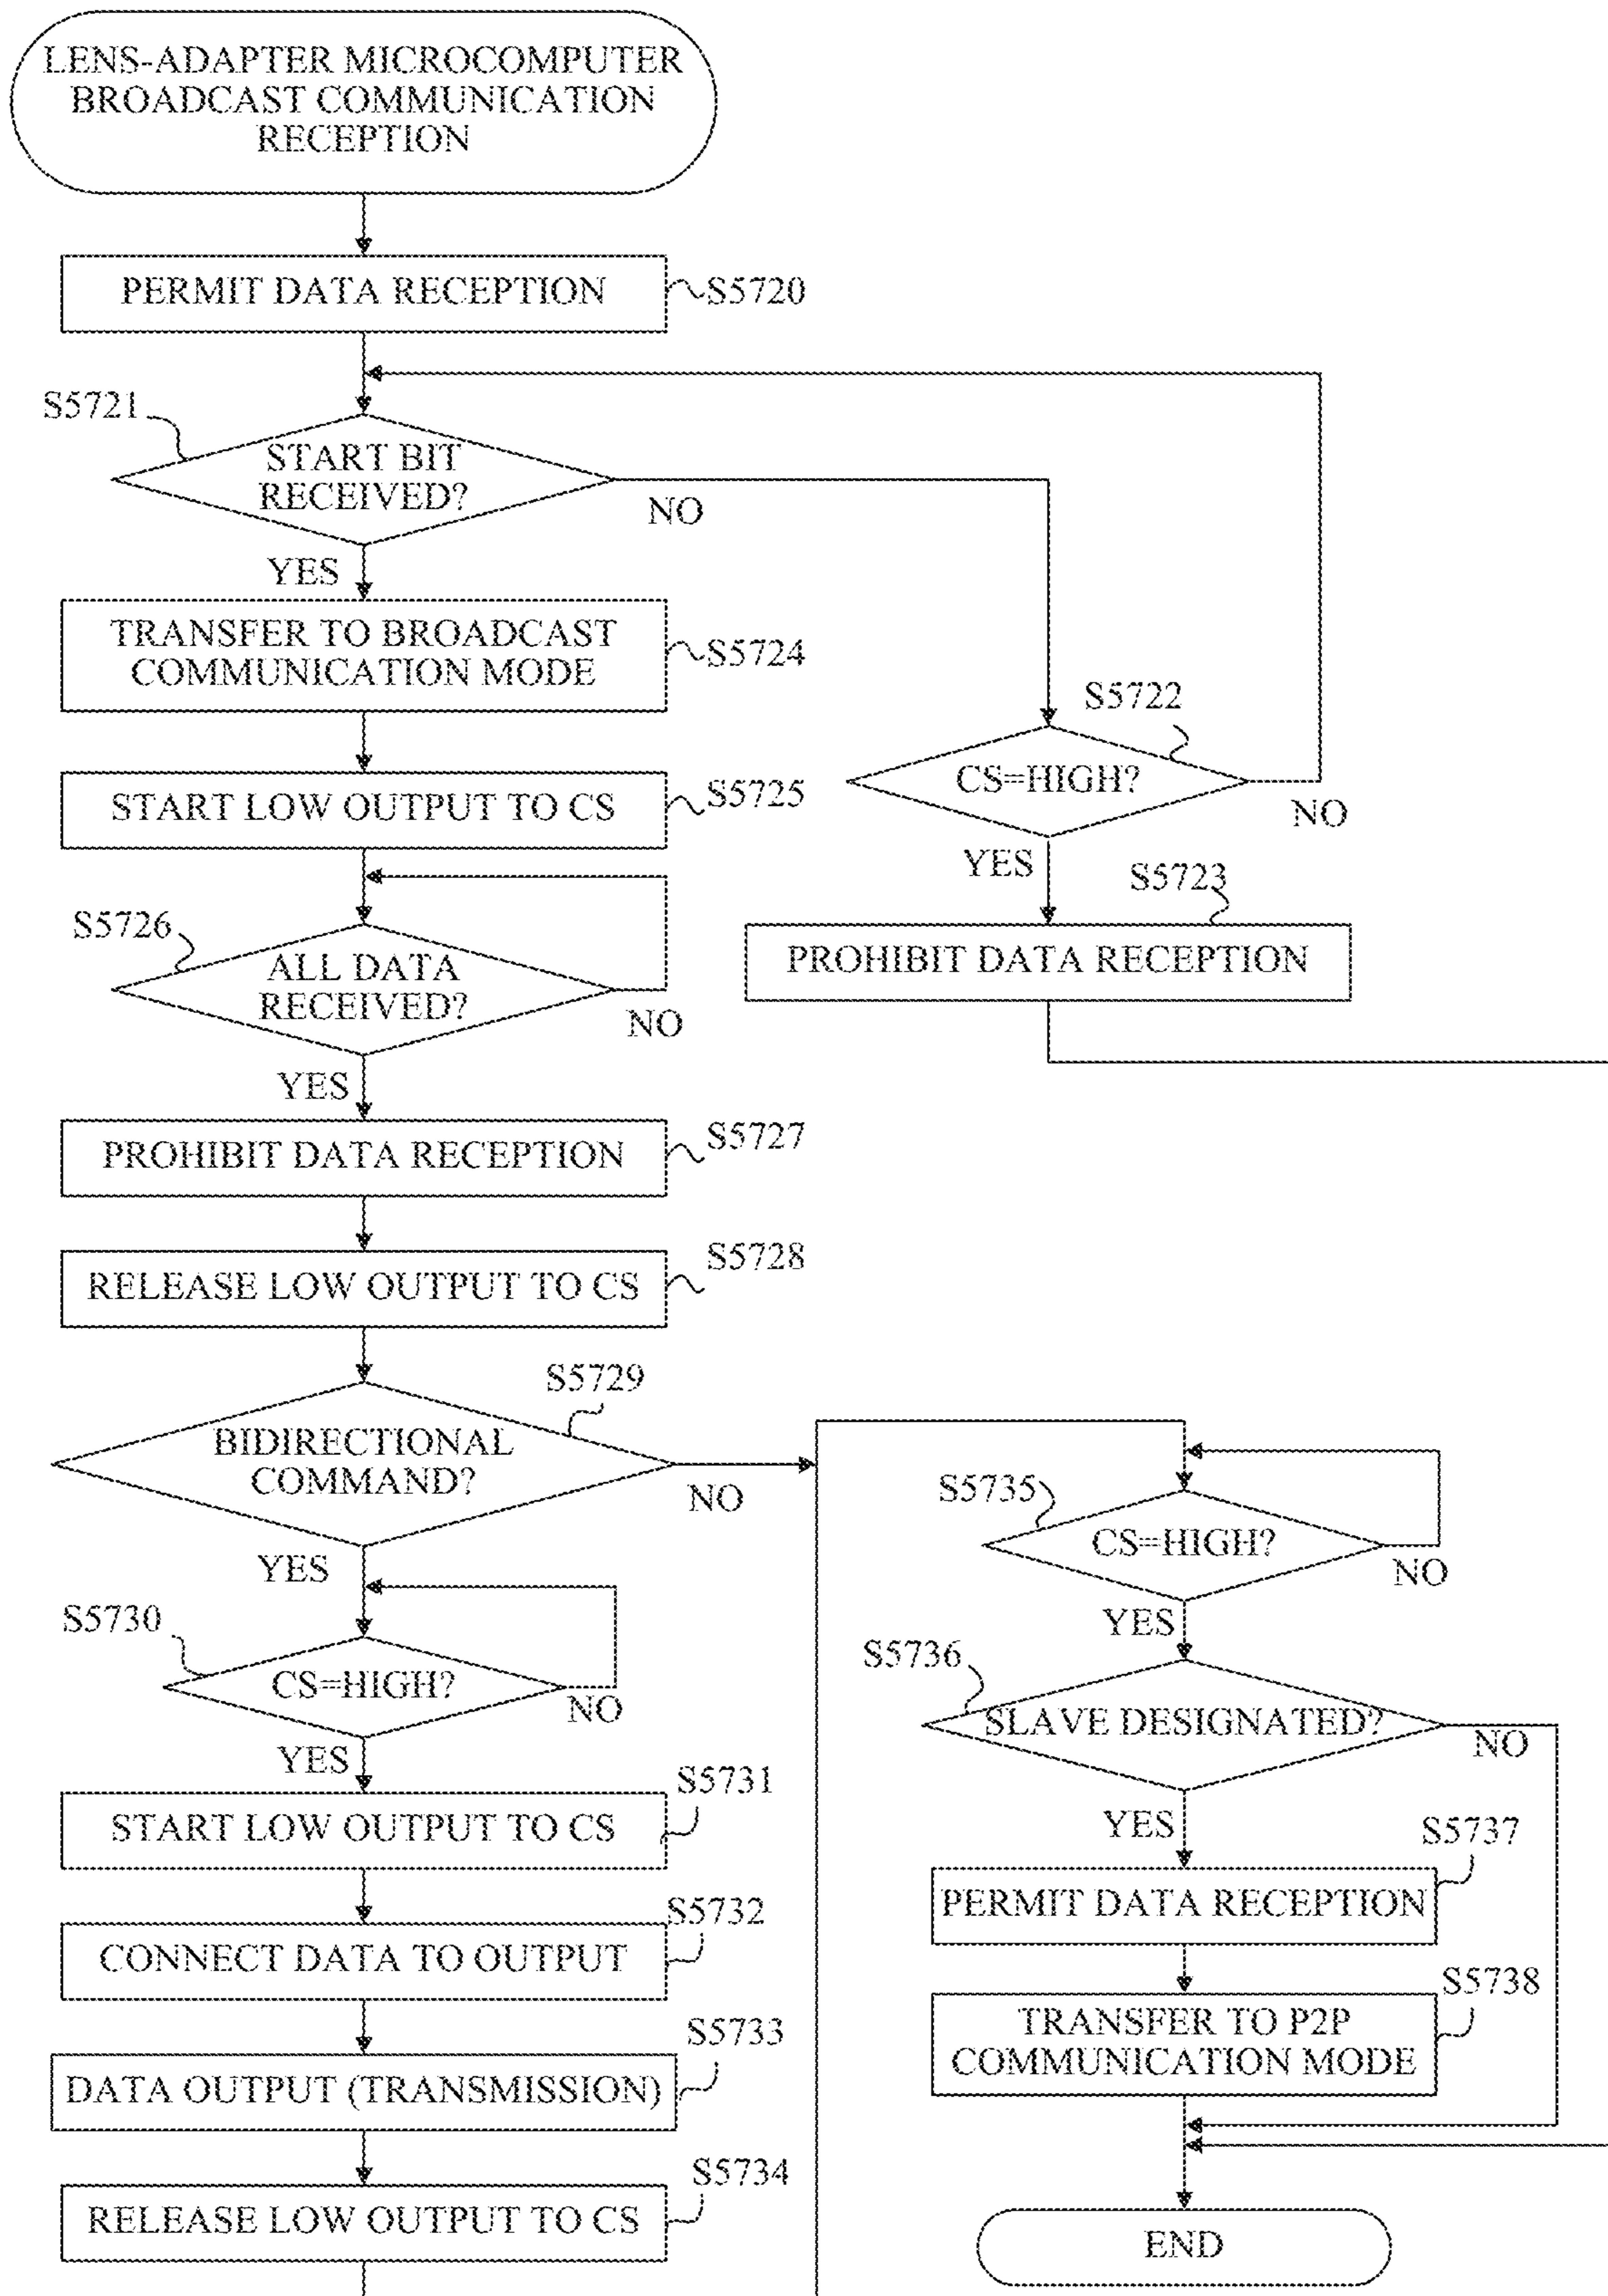 LENS-ADAPTER MICROCOMPUTER
BROADCAST COMMUNICATION
RECEPTION
PERMIT DATA RECEPTION
S5720
S5721
START BIT
RECEIVED?
NO
YES
TRANSFER TO BROADCAST
COMMUNICATION MODE
S5724
S5722
CS=HIGH?
NO
YES
START LOW OUTPUT TO CS
S5725
S5723
PROHIBIT DATA RECEPTION
S5726
ALL DATA
RECEIVED?
NO
YES
PROHIBIT DATA RECEPTION
S5727
RELEASE LOW OUTPUT TO CS
S5728
S5729
BIDIRECTIONAL
COMMAND?
NO
YES
S5730
CS=HIGH?
NO
YES
S5731
START LOW OUTPUT TO CS
S5732
CONNECT DATA TO OUTPUT
S5733
DATA OUTPUT (TRANSMISSION)
S5734
RELEASE LOW OUTPUT TO CS
S5735
CS=HIGH?
NO
YES
S5736
SLAVE DESIGNATED?
NO
YES
S5737
PERMIT DATA RECEPTION
S5738
TRANSFER TO P2P
COMMUNICATION MODE
END